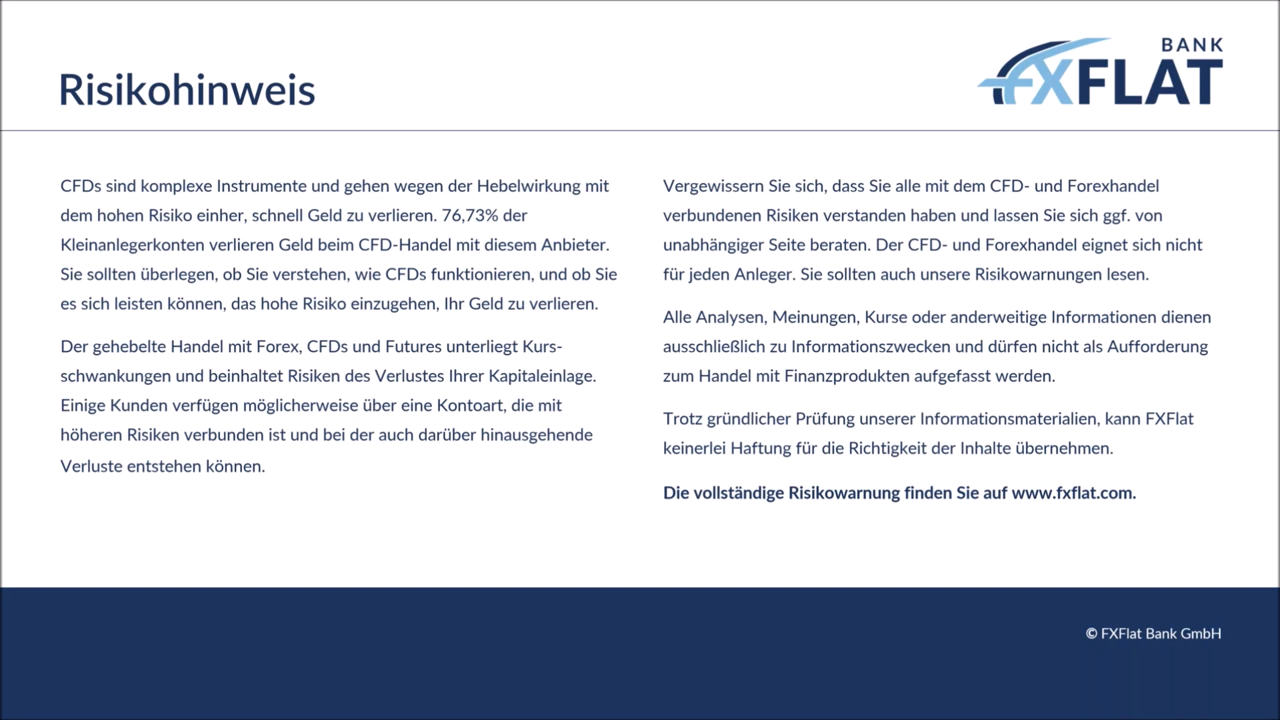 Risikohinweis
BANK
FXFLAT
CFDs sind komplexe Instrumente und gehen wegen der Hebelwirkung mit
dem hohen Risiko einher, schnell Geld zu verlieren. 76,73% der
Kleinanlegerkonten verlieren Geld beim CFD-Handel mit diesem Anbieter.
Sie sollten überlegen, ob Sie verstehen, wie CFDs funktionieren, und ob Sie
es sich leisten können, das hohe Risiko einzugehen, Ihr Geld zu verlieren.
Der gehebelte Handel mit Forex, CFDs und Futures unterliegt Kurs-
schwankungen und beinhaltet Risiken des Verlustes Ihrer Kapitaleinlage.
Einige Kunden verfügen möglicherweise über eine Kontoart, die mit
höheren Risiken verbunden ist und bei der auch darüber hinausgehende
Verluste entstehen können.
Vergewissern Sie sich, dass Sie alle mit dem CFD- und Forexhandel
verbundenen Risiken verstanden haben und lassen Sie sich ggf. von
unabhängiger Seite beraten. Der CFD- und Forexhandel eignet sich nicht
für jeden Anleger. Sie sollten auch unsere Risikowarnungen lesen.
Alle Analysen, Meinungen, Kurse oder anderweitige Informationen dienen
ausschließlich zu Informationszwecken und dürfen nicht als Aufforderung
zum Handel mit Finanzprodukten aufgefasst werden.
Trotz gründlicher Prüfung unserer Informationsmaterialien, kann FXFlat
keinerlei Haftung für die Richtigkeit der Inhalte übernehmen.
Die vollständige Risikowarnung finden Sie auf www.fxflat.com.
© FXFlat Bank GmbH